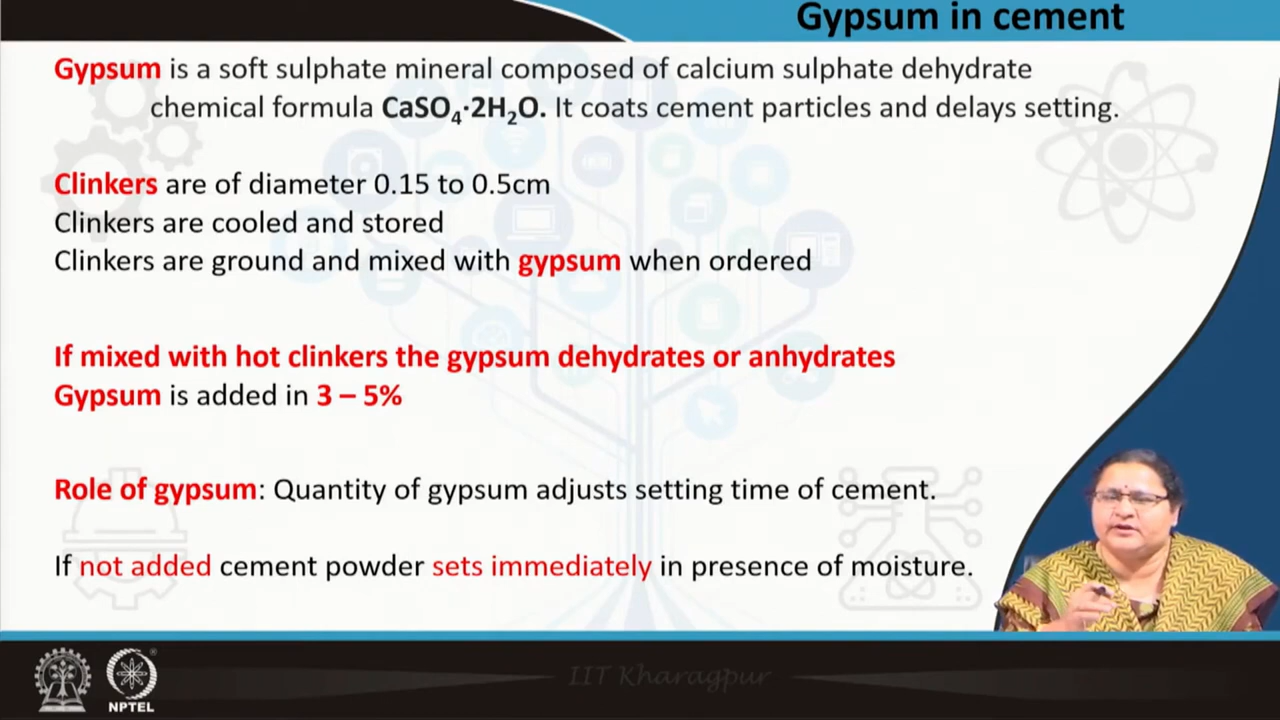 Gypsum in cement
Gypsum is a soft sulphate mineral composed of calcium sulphate dehydrate
chemical formula CaSO₄·2H₂O. It coats cement particles and delays setting.
Clinkers are of diameter 0.15 to 0.5cm
Clinkers are cooled and stored
Clinkers are ground and mixed with gypsum when ordered
If mixed with hot clinkers the gypsum dehydrates or anhydrates
Gypsum is added in 3 – 5%
Role of gypsum: Quantity of gypsum adjusts setting time of cement.
If not added cement powder sets immediately in presence of moisture.
IIT Kharagpur
NPTEL